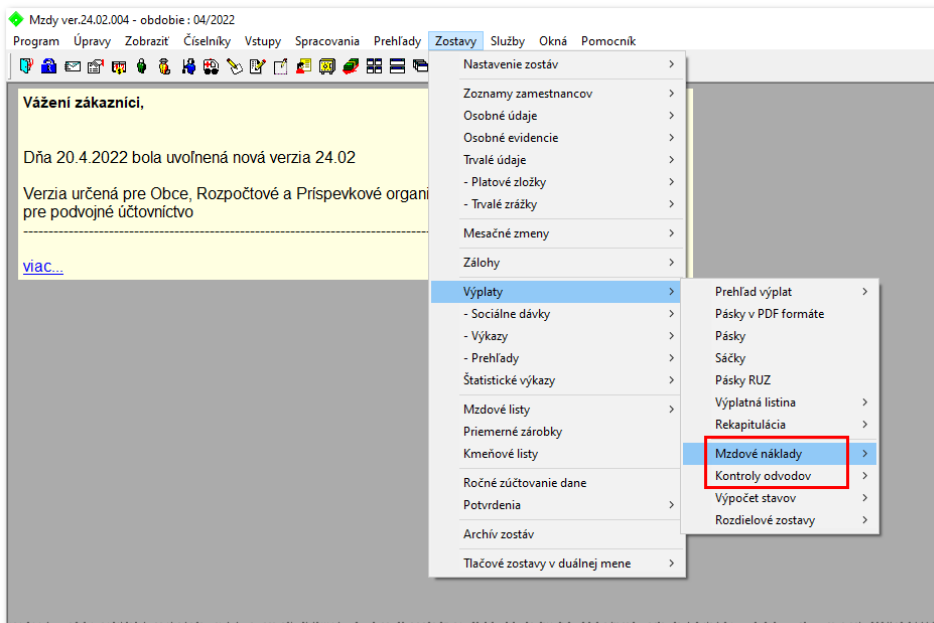 Mzdy ver.24.02.004 - obdobie : 04/2022
Program Úpravy Zobraziť Číselníky Vstupy Spracovania Prehľady Zostavy Služby Okná Pomocník
Vážení zákazníci,
Dňa 20.4.2022 bola uvoľnená nová verzia 24.02
Verzia určená pre Obce, Rozpočtové a Príspevkové organi
pre podvojné účtovníctvo
viac...
Nastavenie zostáv
Zoznamy zamestnancov
Osobné údaje
Osobné evidencie
Trvalé údaje
- Platové zložky
- Trvalé zrážky
Mesačné zmeny
Zálohy
Výplaty
- Sociálne dávky
- Výkazy
- Prehľady
Štatistické výkazy
Mzdové listy
Priemerné zárobky
Kmeňové listy
Ročné zúčtovanie dane
Potvrdenia
Archív zostáv
Tlačové zostavy v duálnej mene
Prehľad výplat
Pásky v PDF formáte
Pásky
Sáčky
Pásky RUZ
Výplatná listina
Rekapitulácia
Mzdové náklady
Kontroly odvodov
Výpočet stavov
Rozdielové zostavy